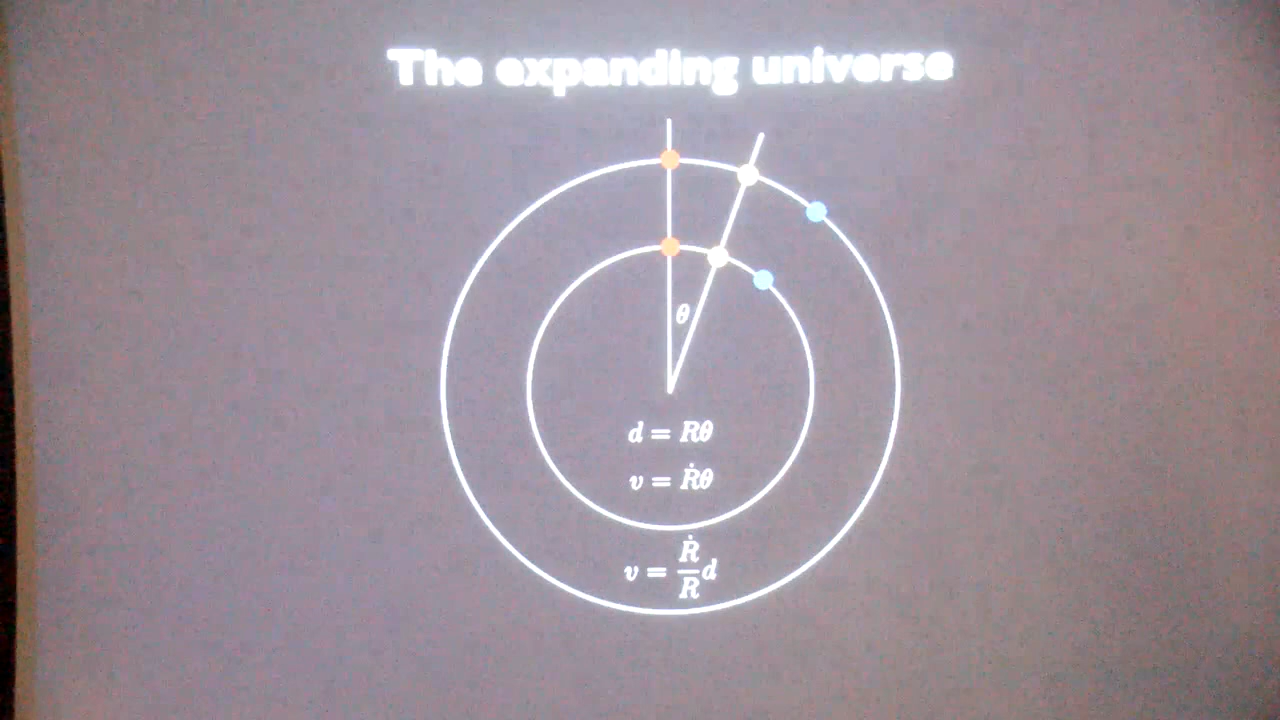 The expanding universe
θ
d = Rθ
v = Ṙθ
v = Ṙ/R d